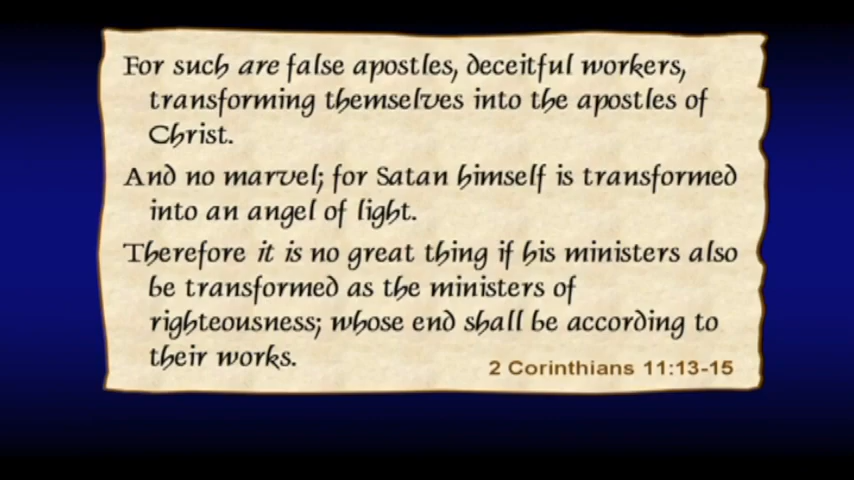 For such are false apostles, deceitful workers,
transforming themselves into the apostles of
Christ.
And no marvel; for Satan himself is transformed
into an angel of light.
Therefore it is no great thing if his ministers also
be transformed as the ministers of
righteousness; whose end shall be according to
their works.
2 Corinthians 11:13-15